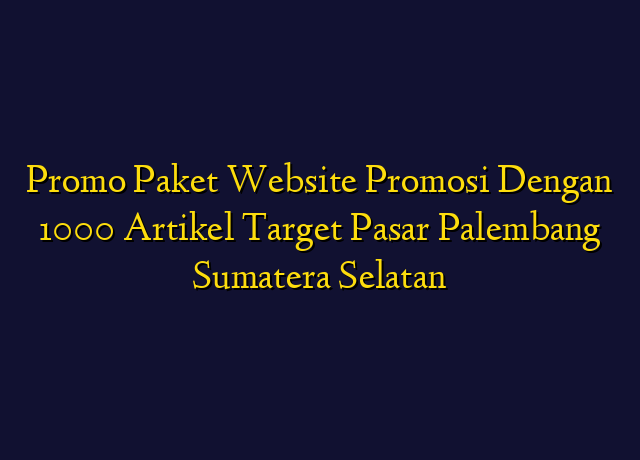 Promo Paket Website Promosi Dengan
1000 Artikel Target Pasar Palembang
Sumatera Selatan